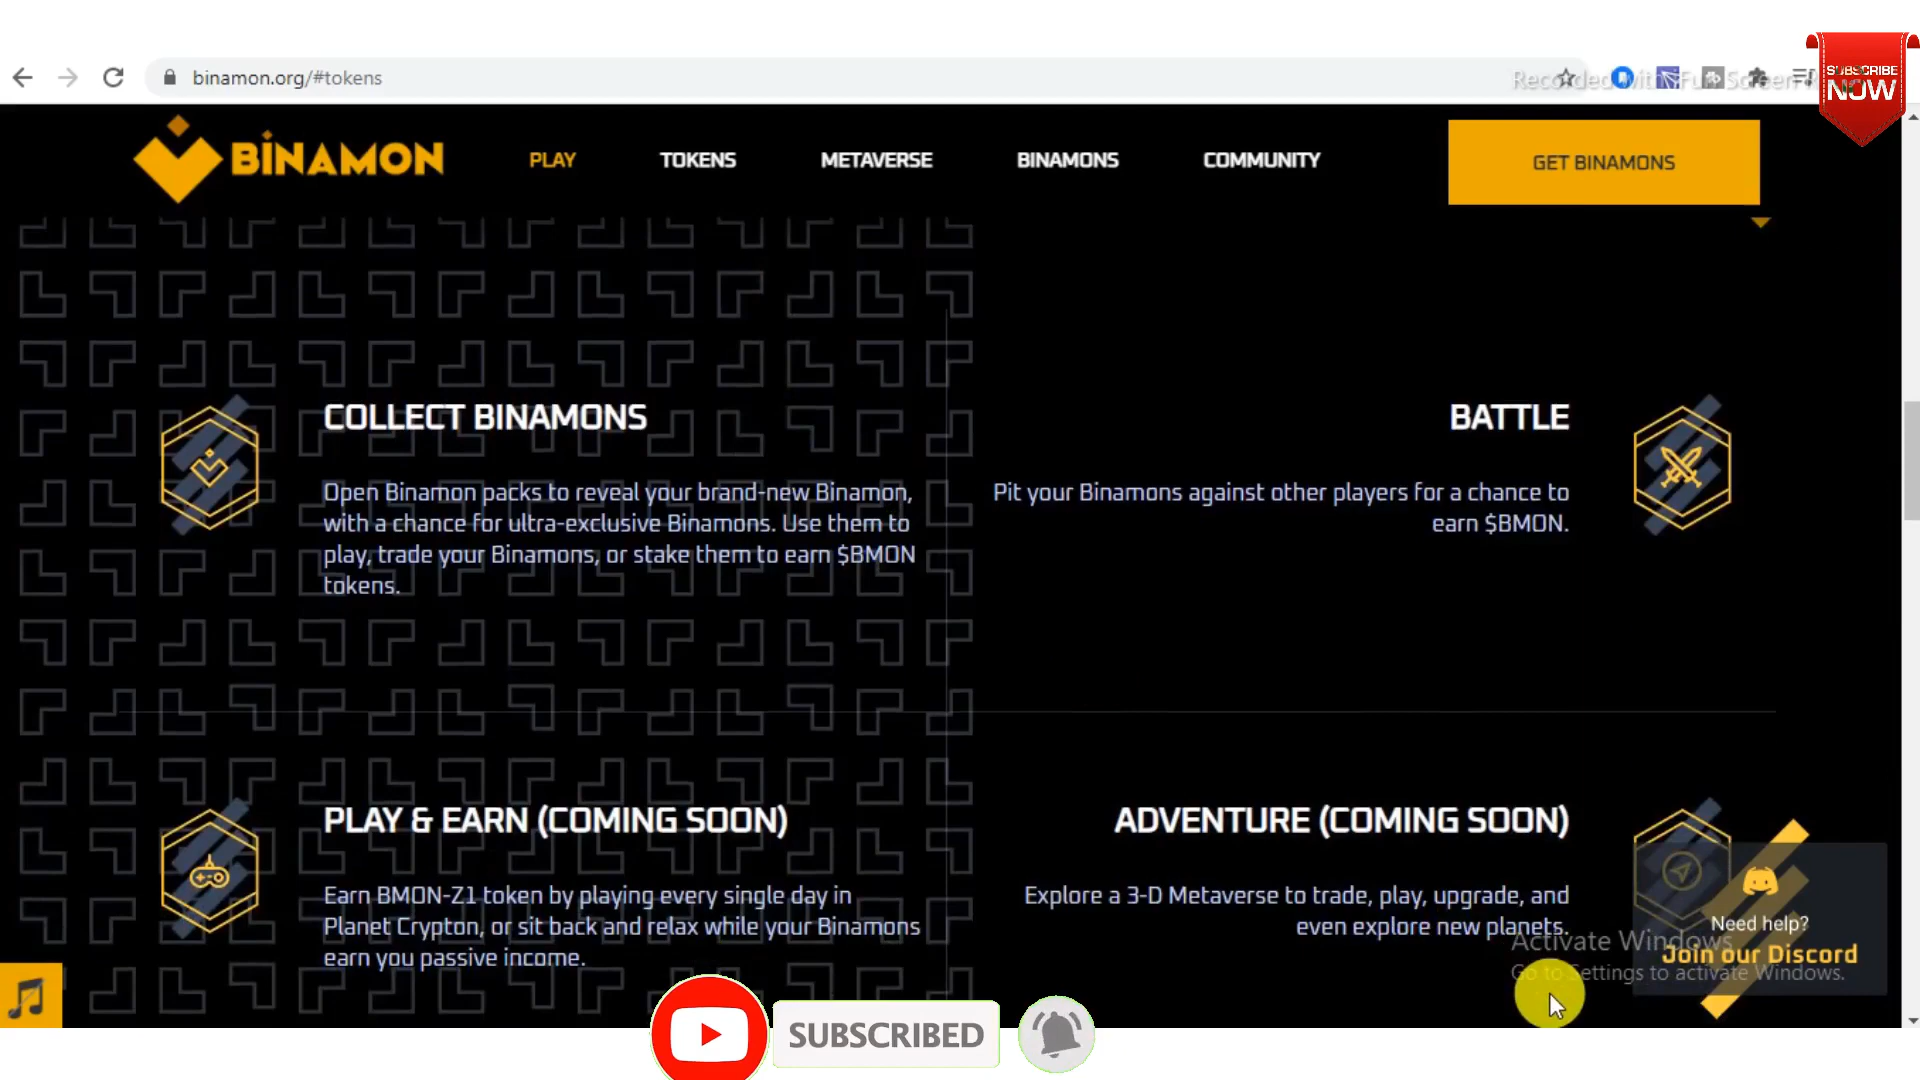 binamon.org/#tokens
Recorded with
Screen
SUBSCRIBE
NOW
BINAMON
PLAY
TOKENS
METAVERSE
BINAMONS
COMMUNITY
GET BINAMONS
COLLECT BINAMONS
Open Binamon packs to reveal your brand-new Binamon,
with a chance for ultra-exclusive Binamons. Use them to
play, trade your Binamons, or stake them to earn $BMON
tokens.
BATTLE
Pit your Binamons against other players for a chance to
earn $BMON.
PLAY & EARN (COMING SOON)
Earn BMON-Z1 token by playing every single day in
Planet Crypton, or sit back and relax while your Binamons
earn you passive income.
ADVENTURE (COMING SOON)
Explore a 3-D Metaverse to trade, play, upgrade, and
even explore new planets.
Need help?
Join our Discord
Activate Windows
Go to Settings to activate Windows.
SUBSCRIBED